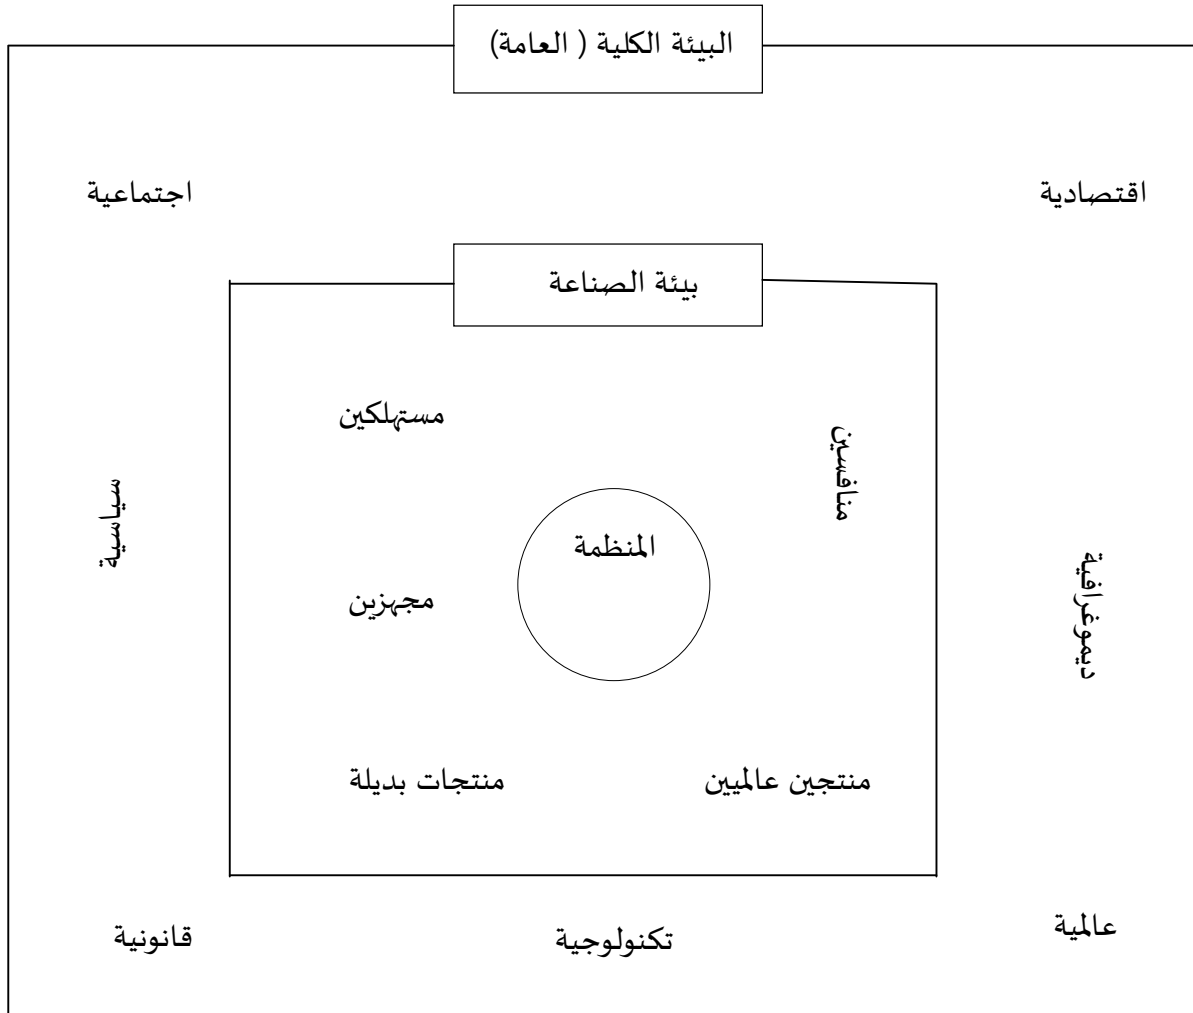 البيئة الكلية ( العامة)
اقتصادية
اجتماعية
بيئة الصناعة
مستهلكين
منافسين
سياسية
المنظمة
ديموغرافية
مجهزين
منتجين عالميين
منتجات بديلة
عالمية
تكنولوجية
قانونية